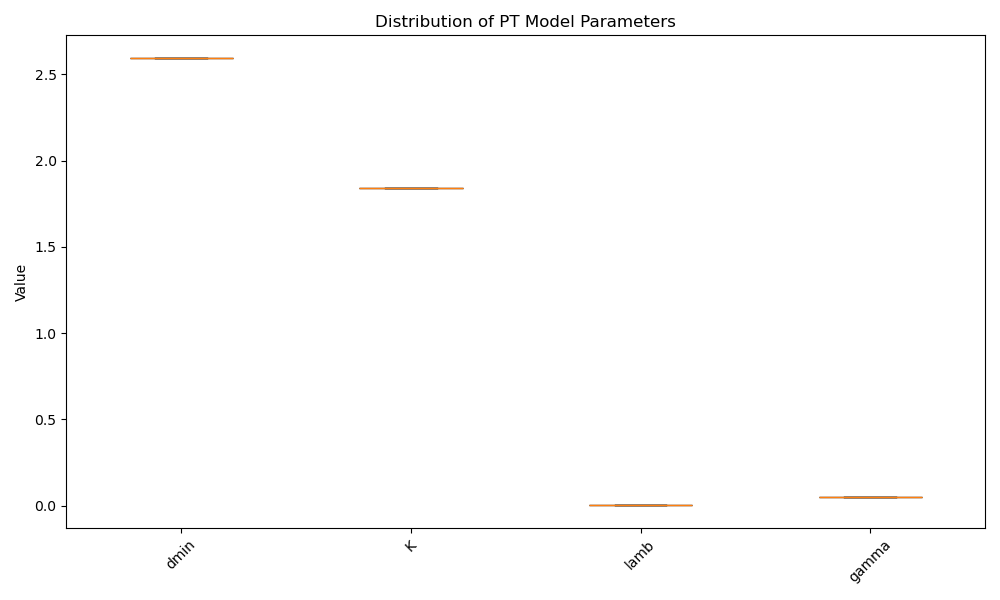 Distribution of PT Model Parameters
Value
2.5
2.0
1.5
1.0
0.5
0.0
dmin
K
lamb
gamma